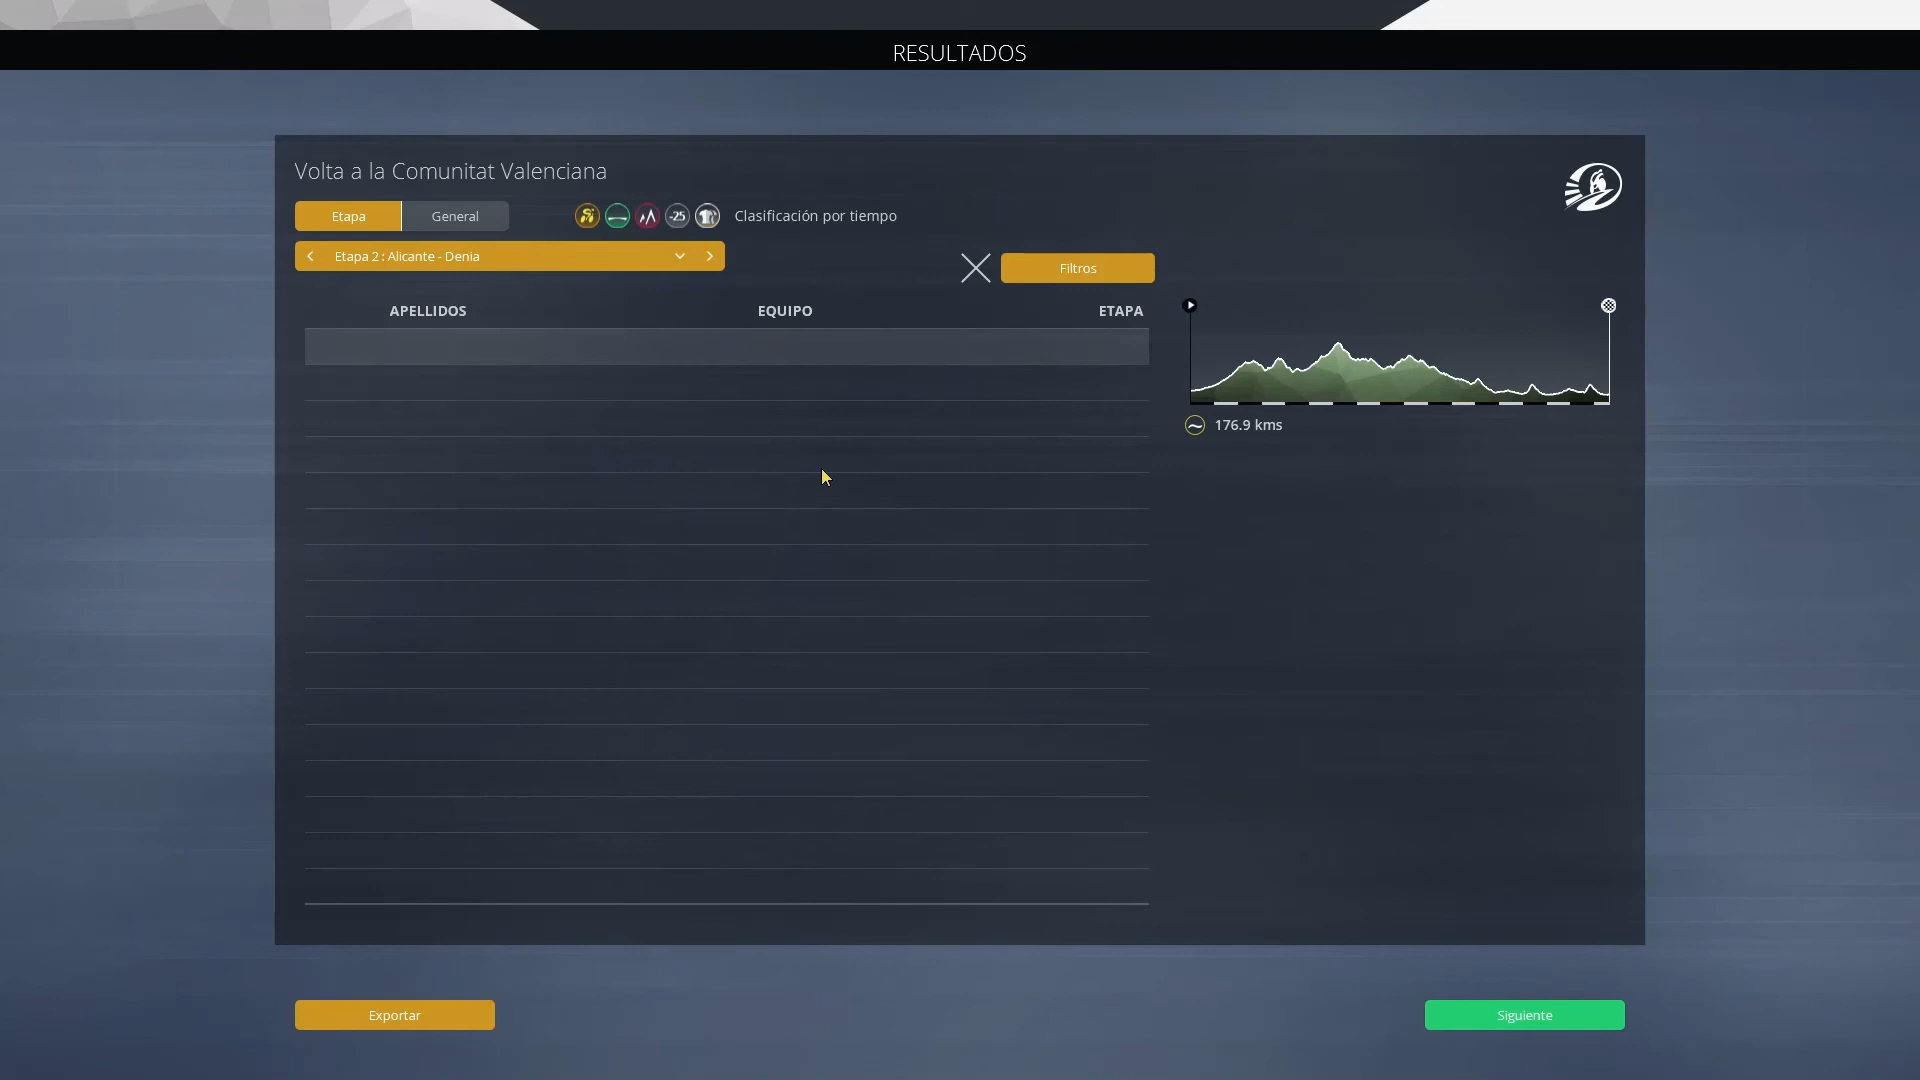 RESULTADOS
Volta a la Comunitat Valenciana
Etapa
General
-25
Clasificación por tiempo
Etapa 2 : Alicante - Denia
Filtros
APELLIDOS
EQUIPO
ETAPA
176.9 kms
Exportar
Siguiente